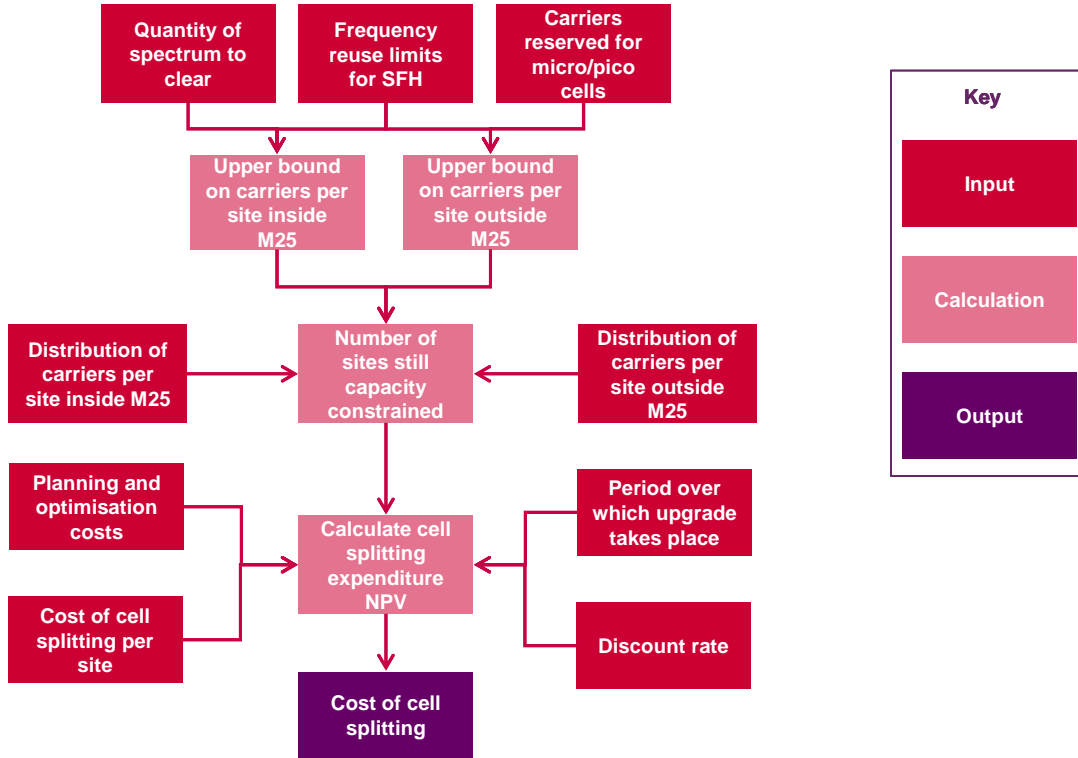 Quantity of
spectrum to
clear
Frequency
reuse limits
for SFH
Carriers
reserved for
micro/pico
cells
Upper bound
on carriers per
site inside
M25
Upper bound
on carriers per
site outside
M25
Distribution of
carriers per
site inside M25
Number of
sites still
capacity
constrained
Distribution of
carriers per
site outside
M25
Planning and
optimisation
costs
Cost of cell
splitting per
site
Calculate cell
splitting
expenditure
NPV
Period over
which upgrade
takes place
Discount rate
Cost of cell
splitting
Key
Input
Calculation
Output